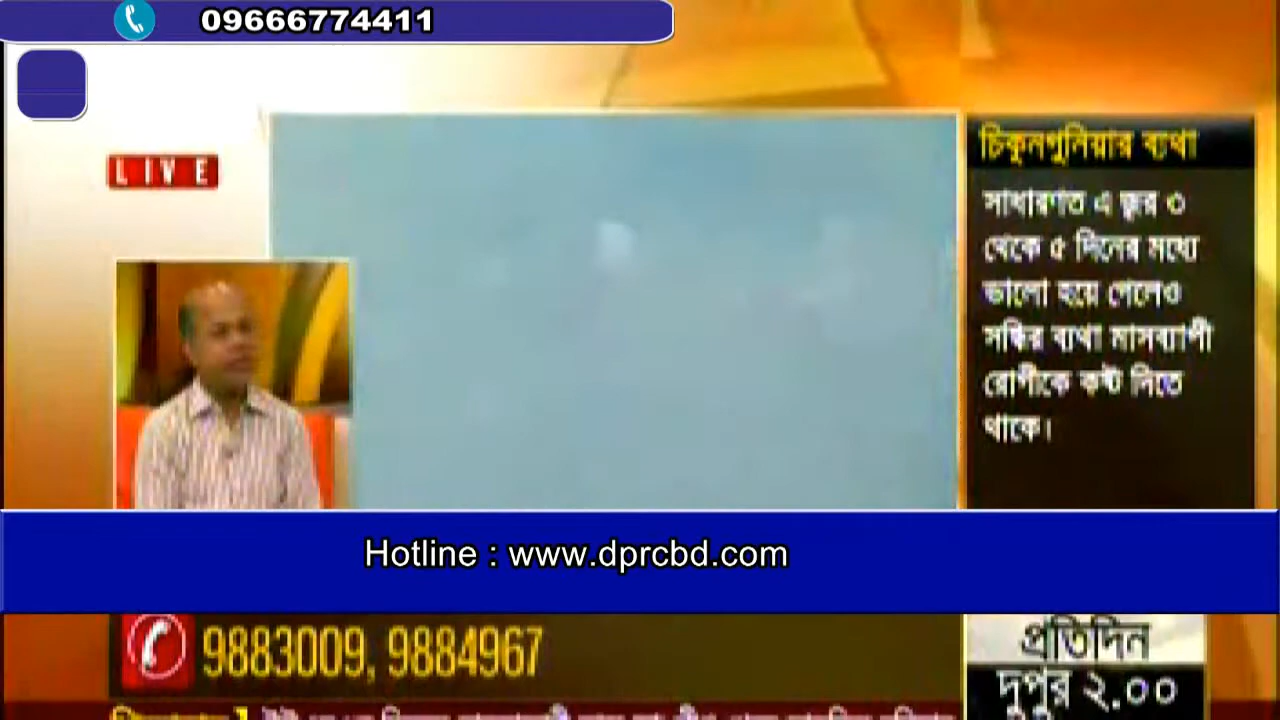 09666774411
LIVE
চিকুনগুনিয়ার ব্যথা
সাধারণত এ জ্বর ৩
থেকে ৫ দিনের মধ্যে
ভালো হয়ে গেলেও
সন্ধির ব্যথা মাসব্যাপী
রোগীকে কষ্ট দিতে
থাকে।
Hotline : www.dprcbd.com
9883009, 9884967
প্রতিদিন
দুপুর ২.০০